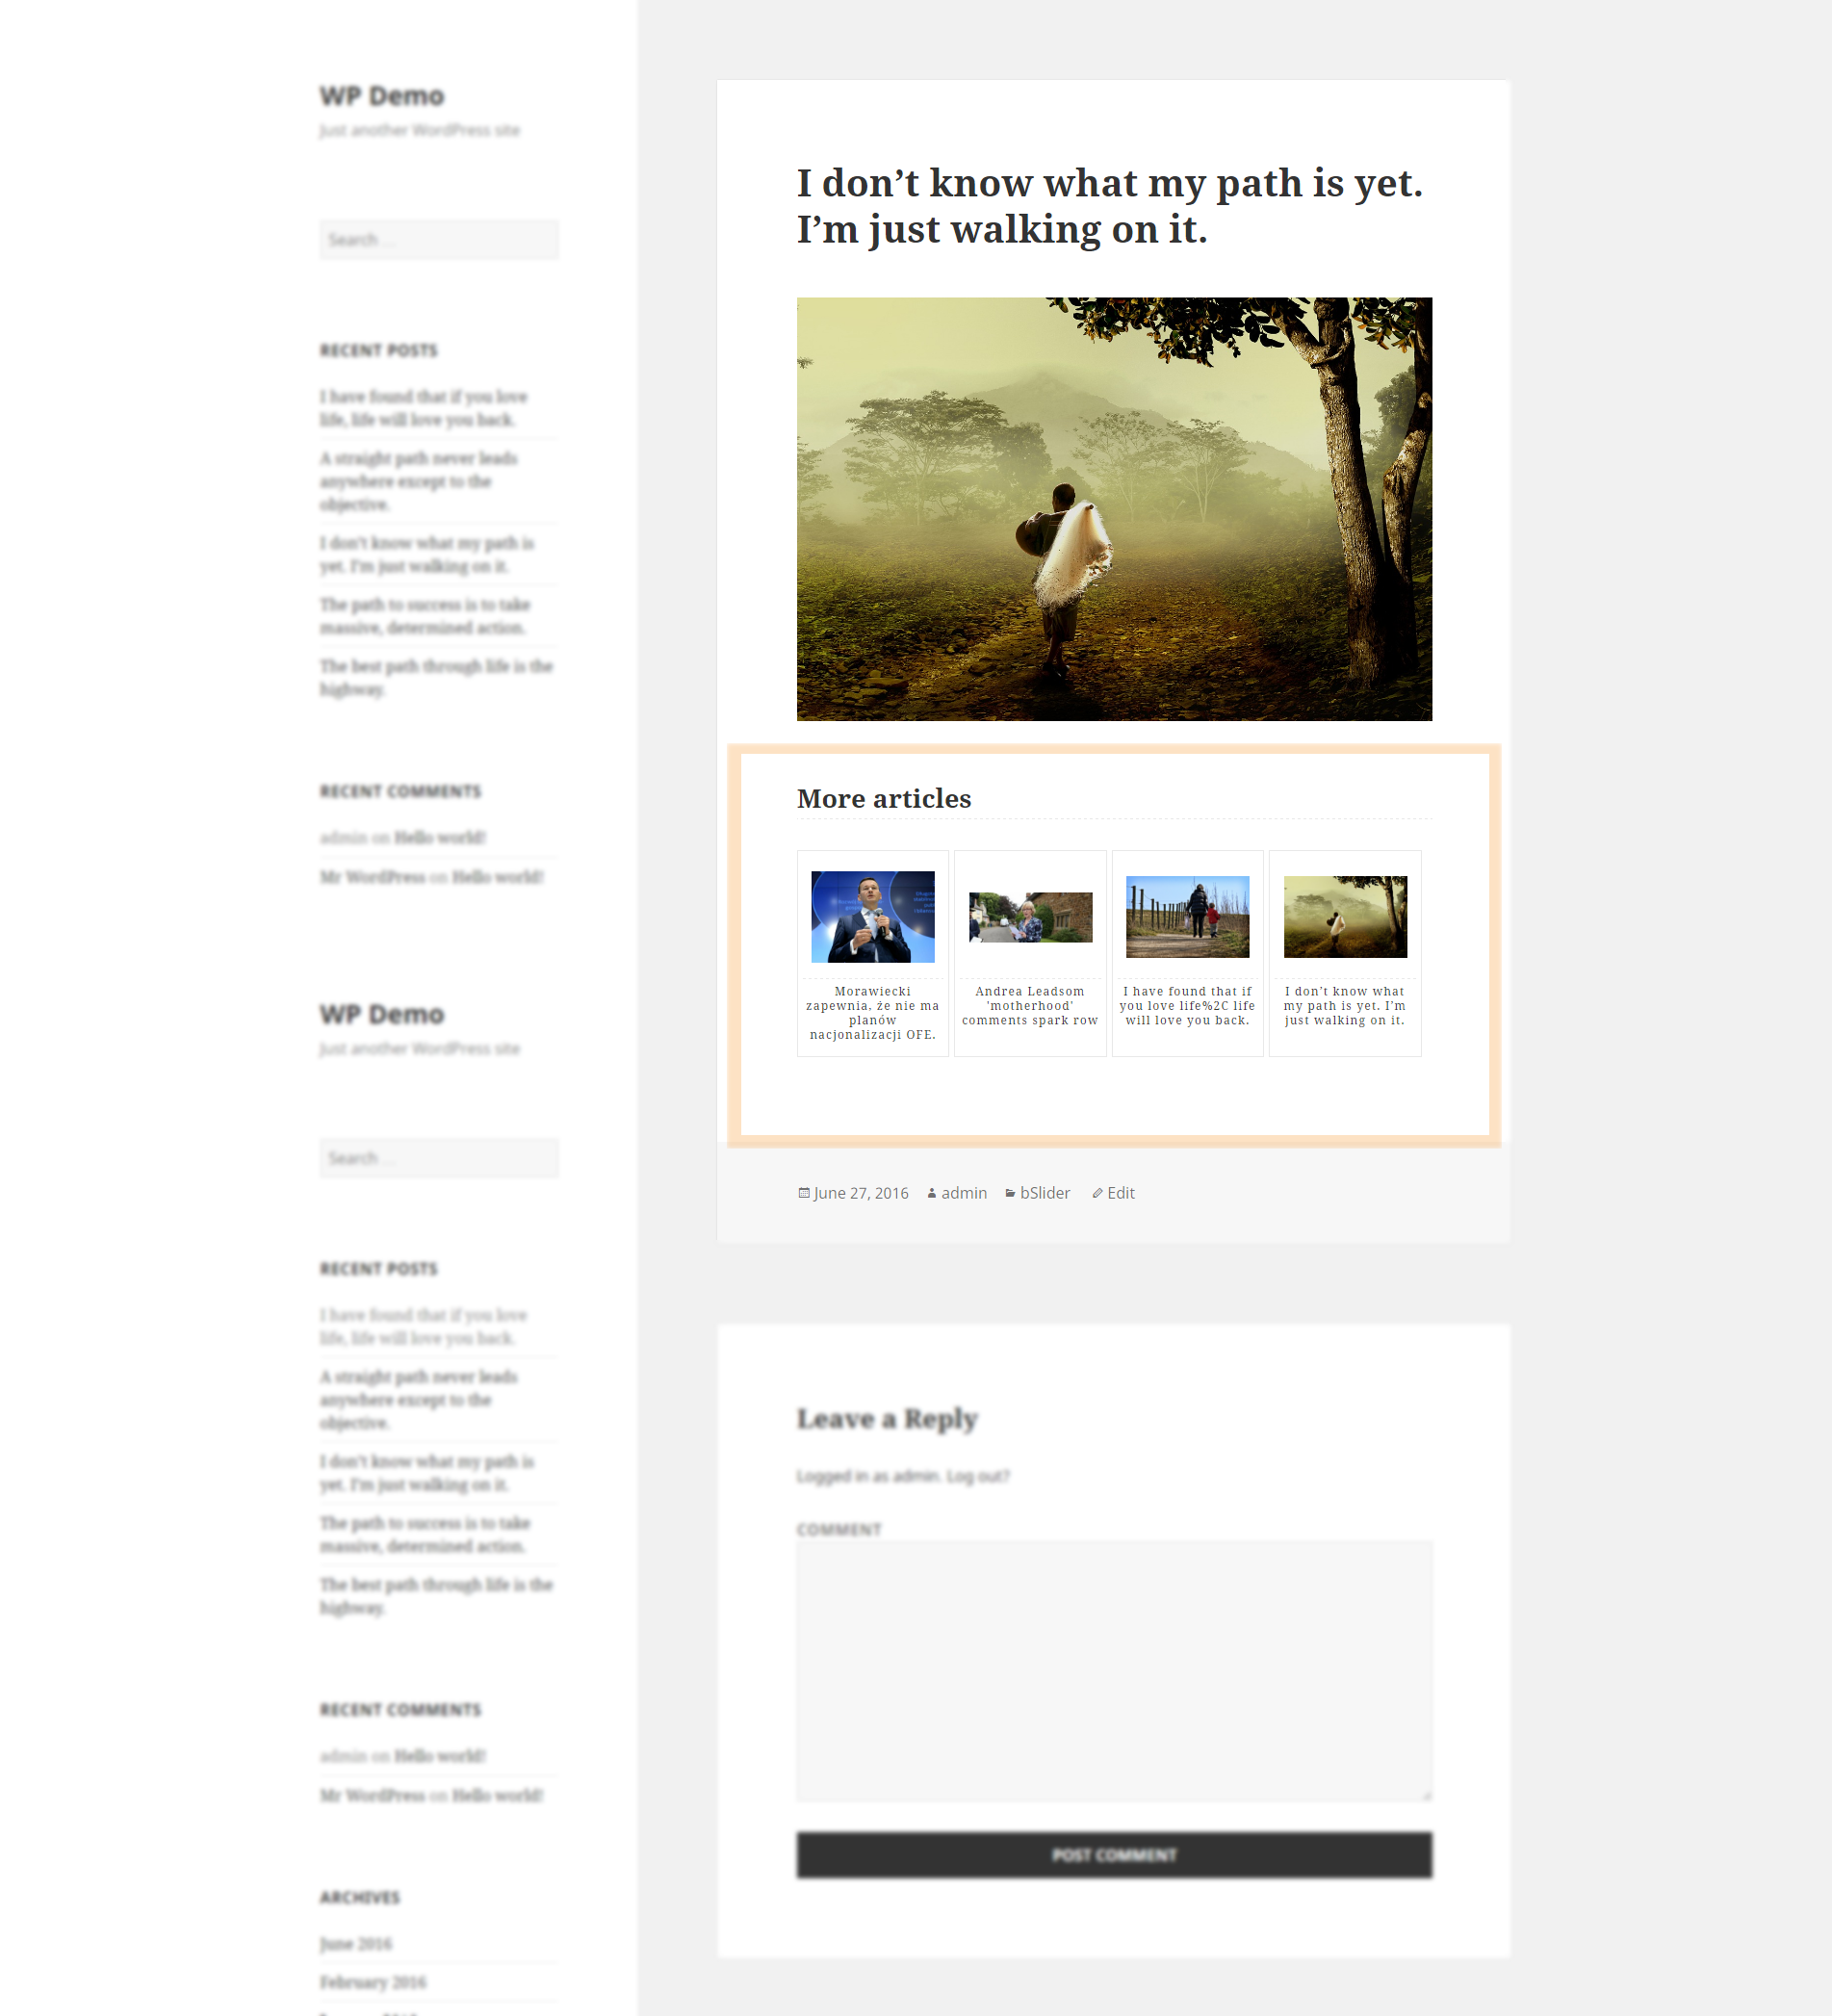 WP Demo
Just another WordPress site
Search …
RECENT POSTS
I have found that if you love
life, life will love you back.
A straight path never leads
anywhere except to the
objective.
I don't know what my path is
yet. I'm just walking on it.
The path to success is to take
massive, determined action.
The best path through life is the
highway.
RECENT COMMENTS
admin on Hello world!
Mr WordPress on Hello world!
WP Demo
Just another WordPress site
Search …
RECENT POSTS
I have found that if you love
life, life will love you back.
A straight path never leads
anywhere except to the
objective.
I don't know what my path is
yet. I'm just walking on it.
The path to success is to take
massive, determined action.
The best path through life is the
highway.
RECENT COMMENTS
admin on Hello world!
Mr WordPress on Hello world!
ARCHIVES
June 2016
February 2016
I don’t know what my path is yet.
I’m just walking on it.
More articles
Morawiecki
zapewnia, że nie ma
planów
nacjonalizacji OFE.
Andrea Leadsom
'motherhood'
comments spark row
I have found that if
you love life%2C life
will love you back.
I don't know what
my path is yet. I'm
just walking on it.
June 27, 2016 admin bSlider Edit
Leave a Reply
Logged in as admin. Log out?
COMMENT
POST COMMENT